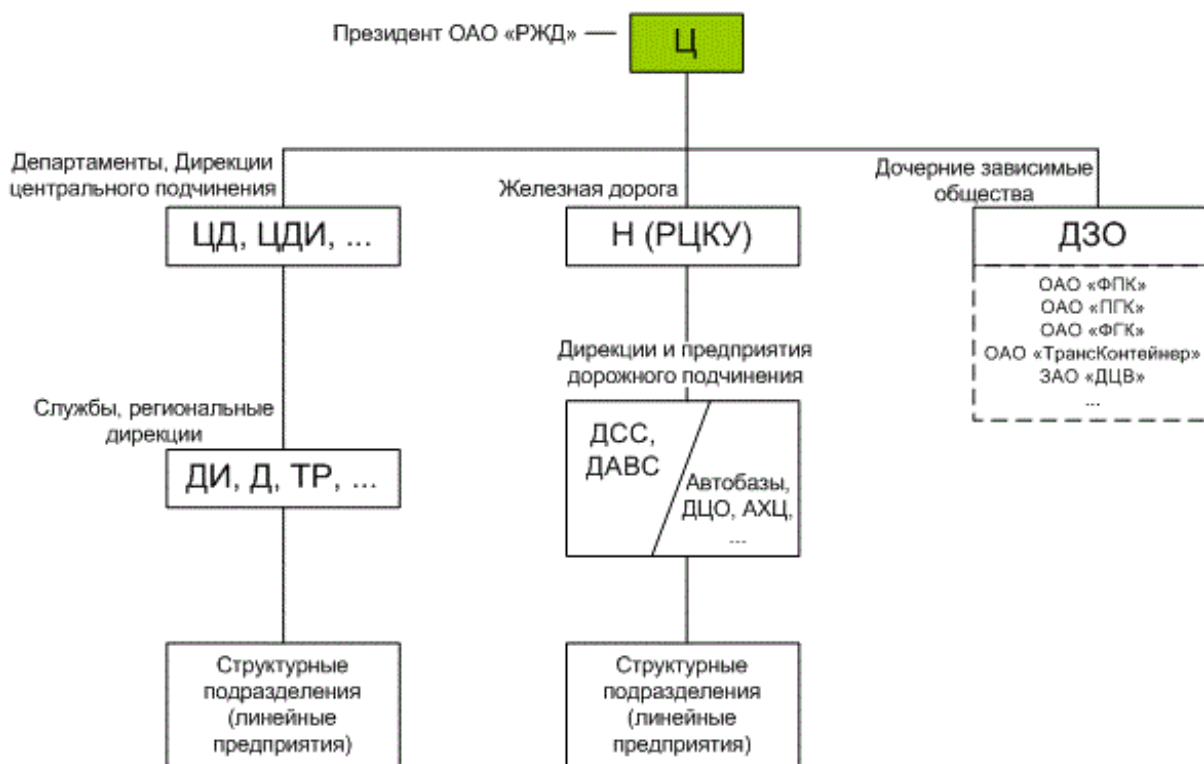 Президент ОАО «РЖД»
Ц
Департаменты, Дирекции
центрального подчинения
ЦД, ЦДИ, ...
Железная дорога
Н (РЦКУ)
Дочерние зависимые
общества
ДЗО
ОАО «ФПК»
ОАО «ПГК»
ОАО «ФГК»
ОАО «ТрансКонтейнер»
ЗАО «ДЦВ»
...
Службы, региональные
дирекции
ДИ, Д, ТР, ...
Дирекции и предприятия
дорожного подчинения
ДСС,
ДАВС
Автобазы,
ДЦО, АХЦ,
...
Структурные
подразделения
(линейные
предприятия)
Структурные
подразделения
(линейные
предприятия)